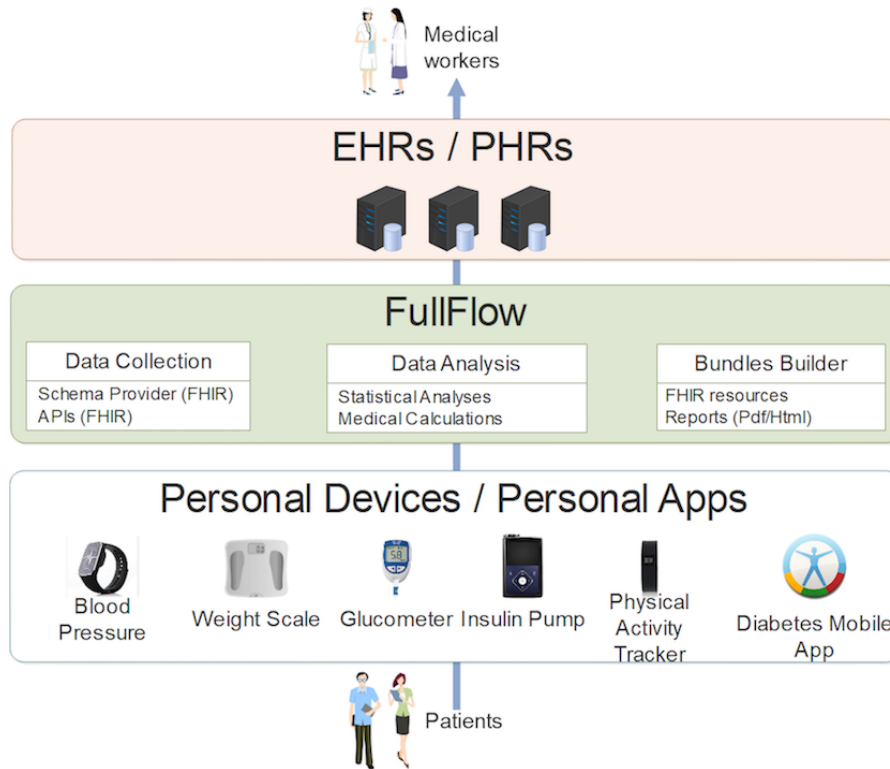 Medical
workers
EHRs / PHRs
FullFlow
Data Collection
Schema Provider (FHIR)
APIs (FHIR)
Data Analysis
Statistical Analyses
Medical Calculations
Bundles Builder
FHIR resources
Reports (Pdf/Html)
Personal Devices / Personal Apps
5.8
Blood
Pressure
Weight Scale
Glucometer
Insulin Pump
Physical
Activity
Tracker
Diabetes Mobile
App
Patients